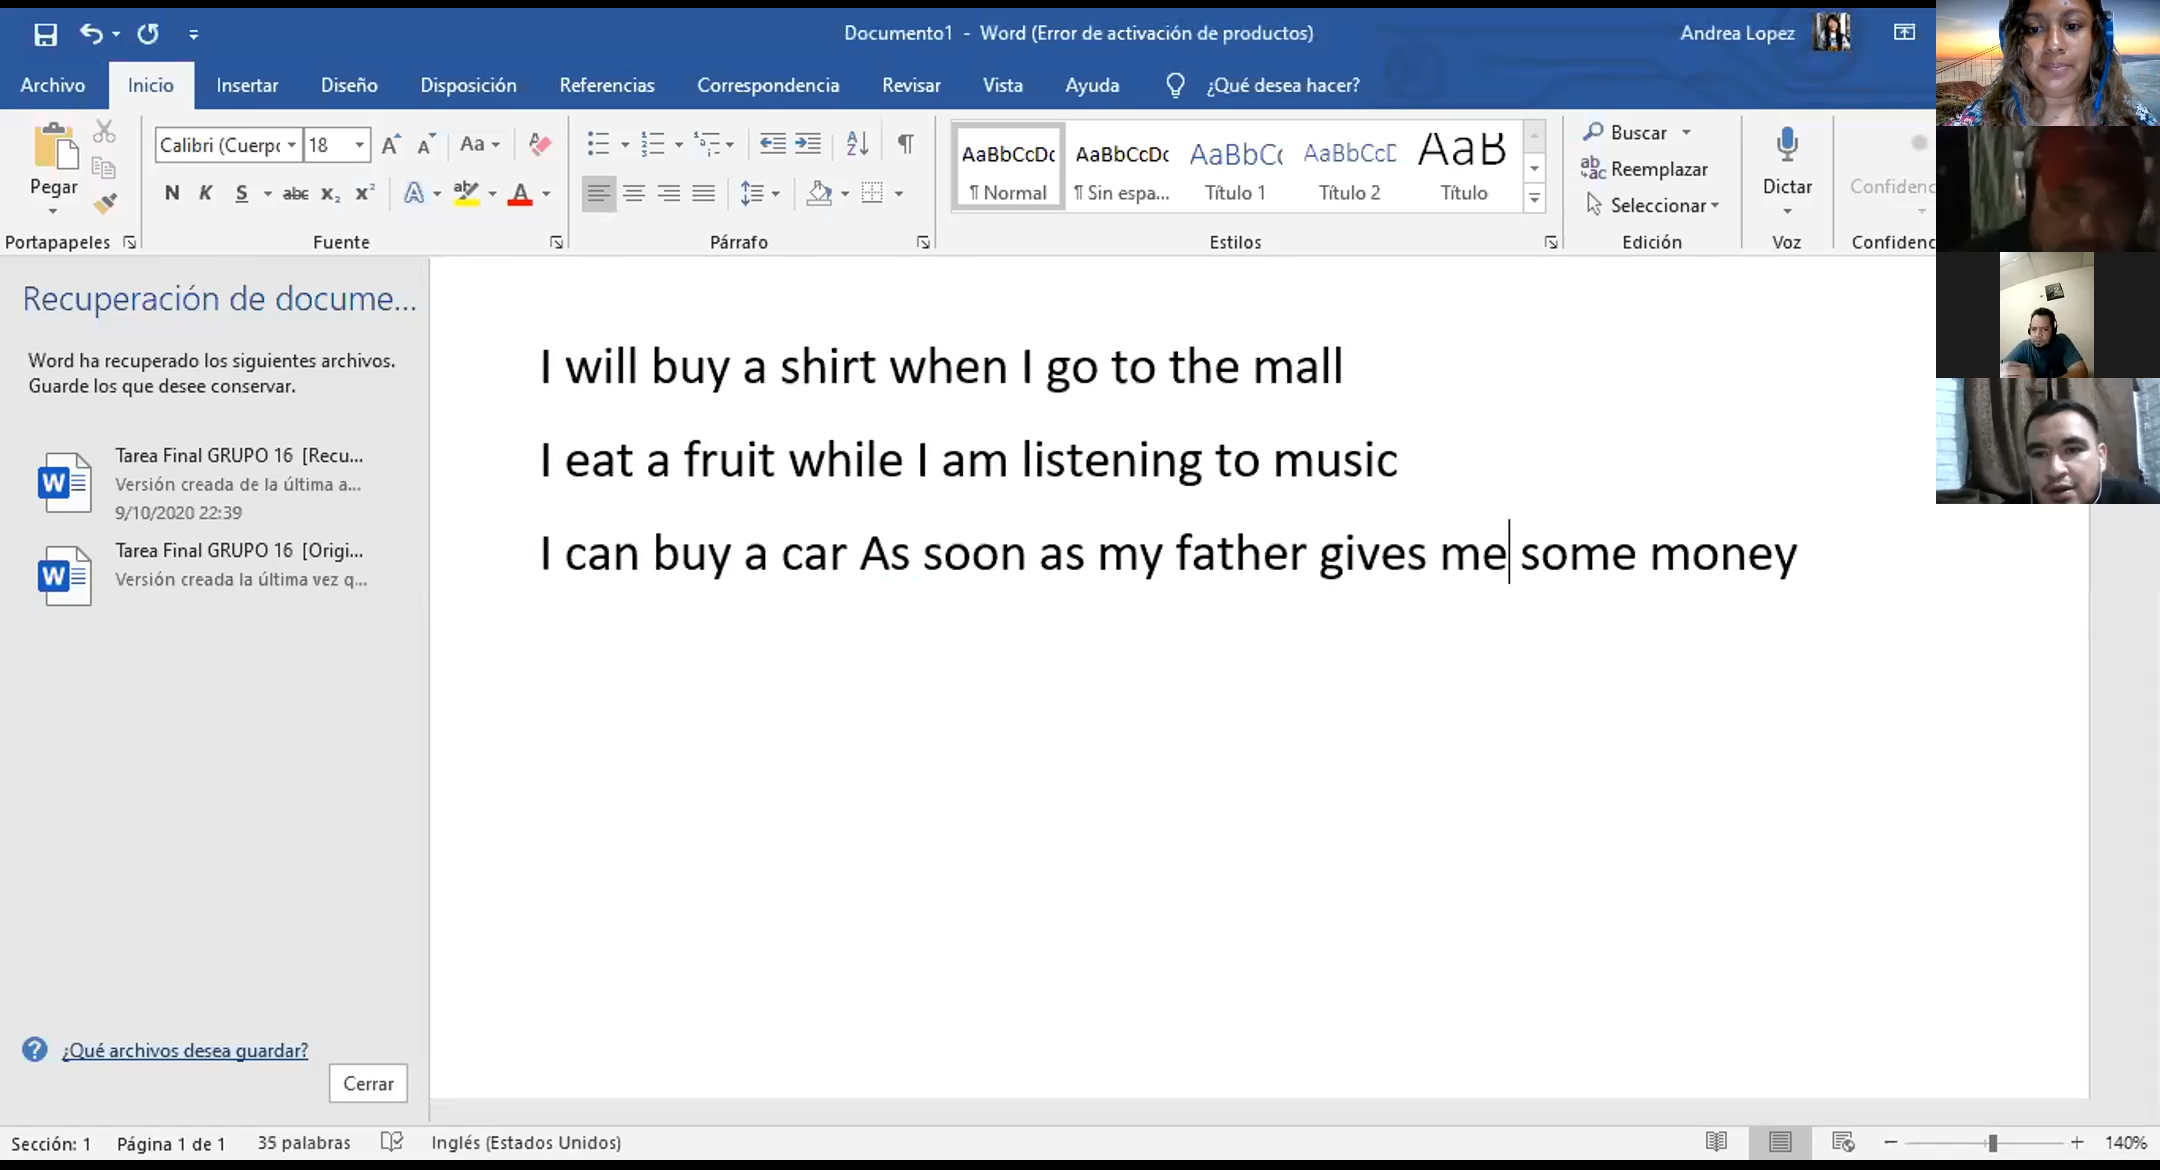 Documento1 - Word (Error de activación de productos)
Andrea Lopez
Archivo Inicio Insertar Diseño Disposición Referencias Correspondencia Revisar Vista Ayuda ¿Qué desea hacer?
Pegar
Portapapeles
Calibri (Cuerpo 18
N K S abc x₂ x²
Fuente
Párrafo
AaBbCcDc AaBbCcDc AaBbCc AaBbCcD AaB
¶ Normal ¶ Sin espa... Título 1 Título 2 Título
Estilos
Buscar
Reemplazar
Seleccionar
Edición
Dictar
Voz
Confidenc
Confidenc
Recuperación de docume...
Word ha recuperado los siguientes archivos.
Guarde los que desee conservar.
Tarea Final GRUPO 16 [Recu...
Versión creada de la última a...
9/10/2020 22:39
Tarea Final GRUPO 16 [Origi...
Versión creada la última vez q...
¿Qué archivos desea guardar?
Cerrar
I will buy a shirt when I go to the mall
I eat a fruit while I am listening to music
I can buy a car As soon as my father gives me some money
Sección: 1 Página 1 de 1 35 palabras Inglés (Estados Unidos) 140%